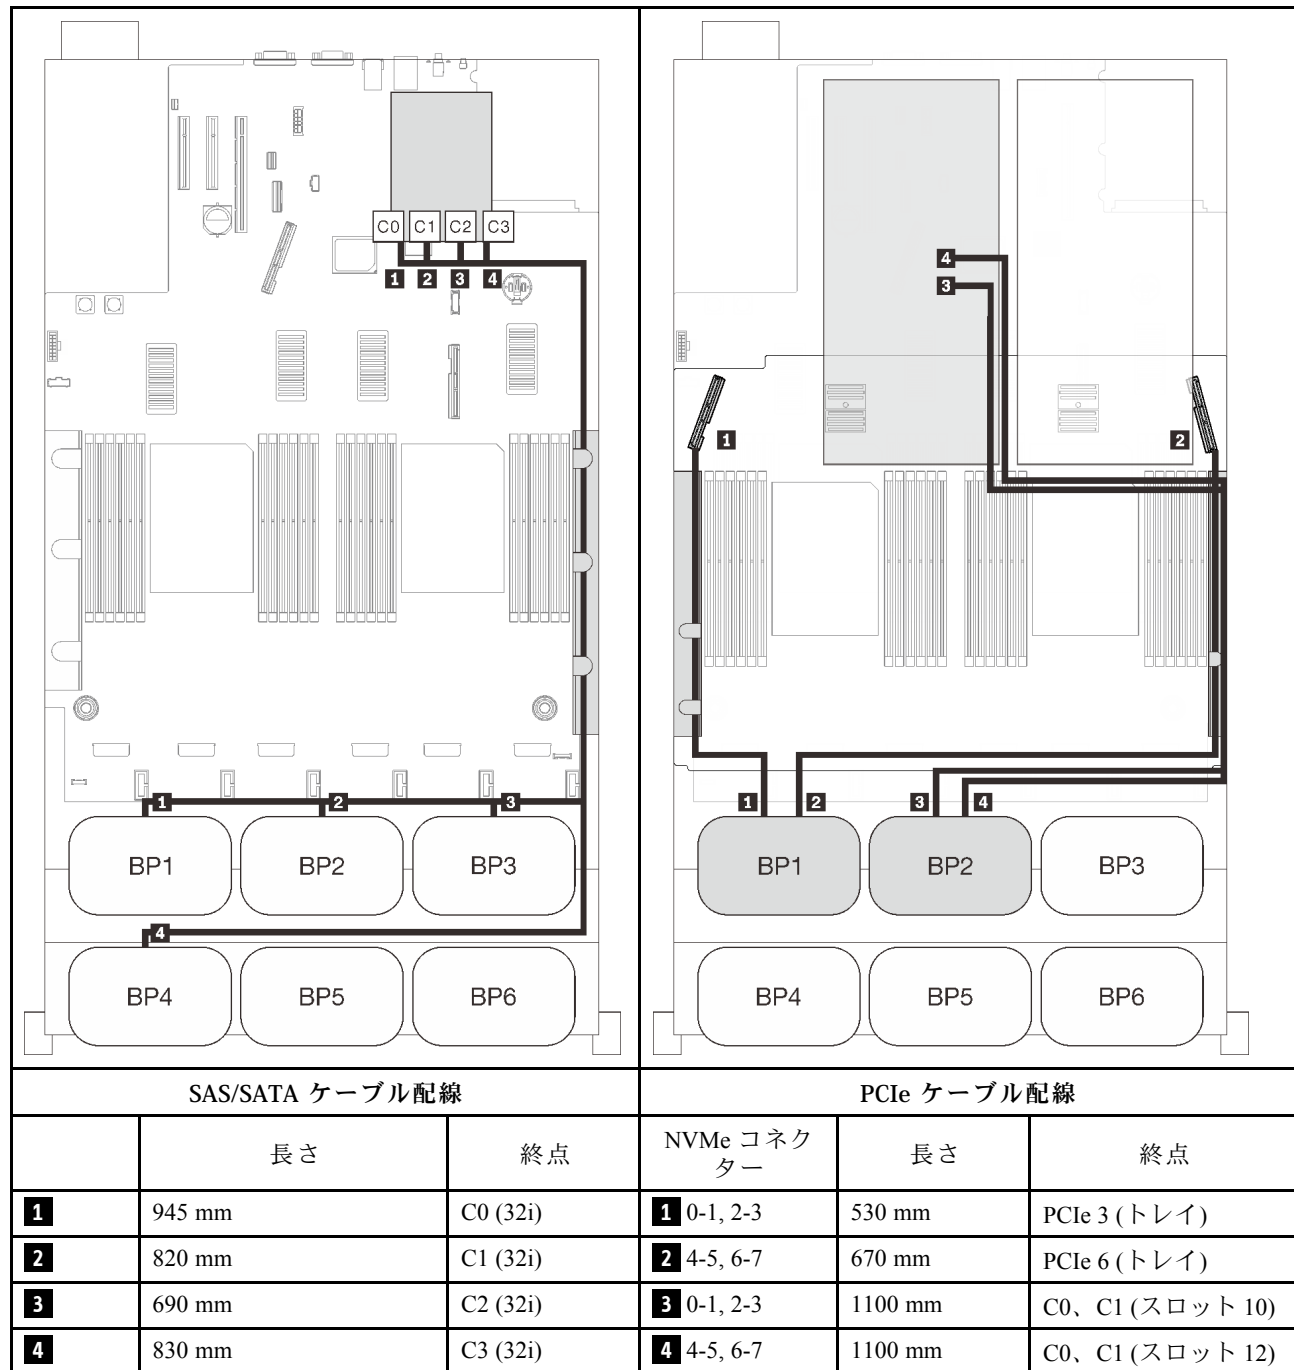 C0 C1 C2 C3
1 2 3 4
1 2 3
BP1 BP2 BP3
4
BP4 BP5 BP6
4
3
1 2
1 2 3 4
BP1 BP2 BP3
BP4 BP5 BP6
SAS/SATA ケーブル配線 PCIe ケーブル配線
長さ 終点 NVMe コネク
ター 長さ 終点
1 945 mm C0 (32i) 1 0-1, 2-3 530 mm PCIe 3 (トレイ)
2 820 mm C1 (32i) 2 4-5, 6-7 670 mm PCIe 6 (トレイ)
3 690 mm C2 (32i) 3 0-1, 2-3 1100 mm C0、C1 (スロット 10)
4 830 mm C3 (32i) 4 4-5, 6-7 1100 mm C0、C1 (スロット 12)